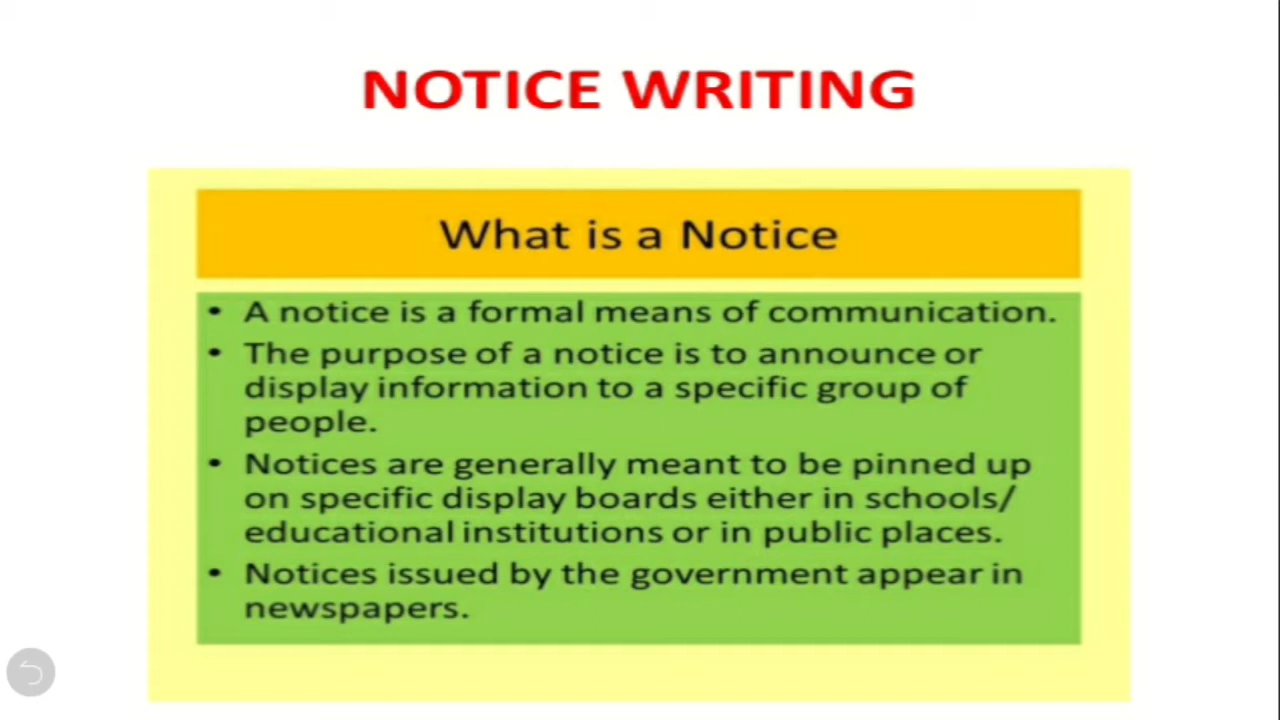 NOTICE WRITING
What is a Notice
• A notice is a formal means of communication.
• The purpose of a notice is to announce or
display information to a specific group of
people.
• Notices are generally meant to be pinned up
on specific display boards either in schools/
educational institutions or in public places.
• Notices issued by the government appear in
newspapers.